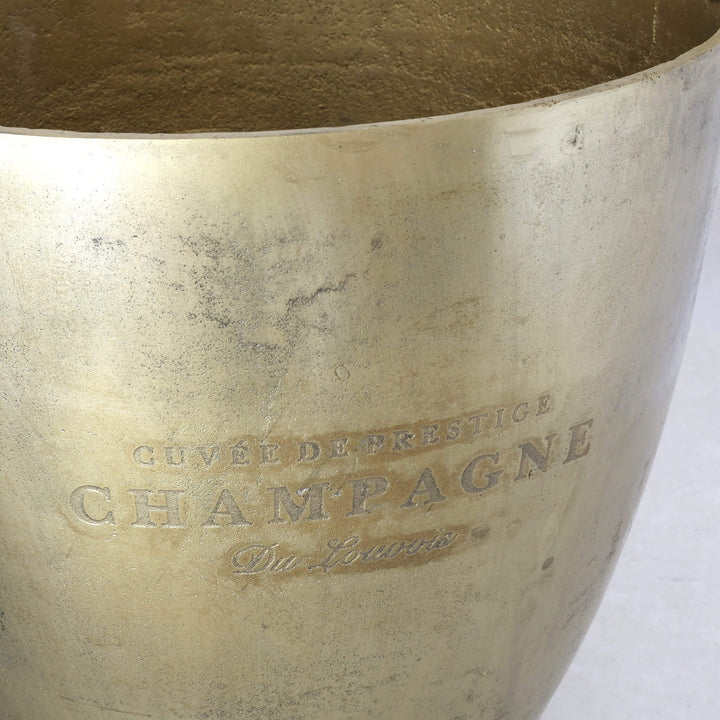 CUVÉE DE PRESTIGE
CHAMPAGNE
Du Louvois